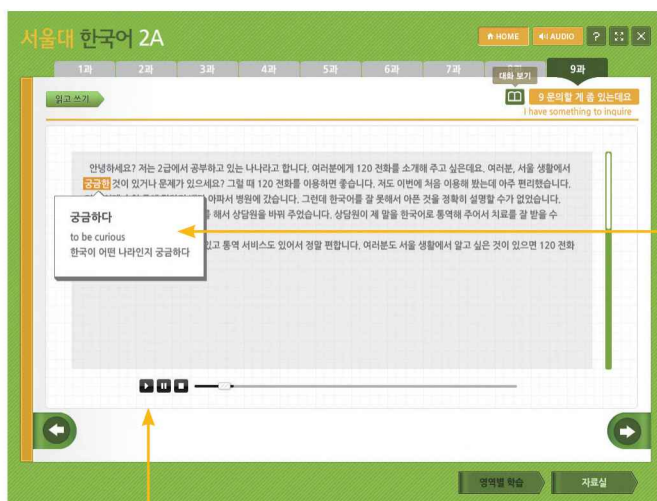 서울대 한국어 2A
HOME AUDIO ?
1과 2과 3과 4과 5과 6과 7과 9과
대화 보기
읽고 쓰기
9 문의할 게 좀 있는데요
I have something to inquire
안녕하세요? 저는 2급에서 공부하고 있는 나나라고 합니다. 여러분에게 120 전화를 소개해 주고 싶은데요. 여러분, 서울 생활에서
궁금한 것이 있거나 문제가 있으세요? 그럴 때 120 전화를 이용하면 좋습니다. 저도 이번에 처음 이용해 봤는데 아주 편리했습니다.
아파서 병원에 갔습니다. 그런데 한국어를 잘 못해서 아픈 것을 정확히 설명할 수가 없었습니다.
해서 상담원을 바꿔 주었습니다. 상담원이 제 말을 한국어로 통역해 주어서 치료를 잘 받을 수
있고 통역 서비스도 있어서 정말 편합니다. 여러분도 서울 생활에서 알고 싶은 것이 있으면 120 전화
궁금하다
to be curious
한국이 어떤 나라인지 궁금하다
영역별 학습 자료실